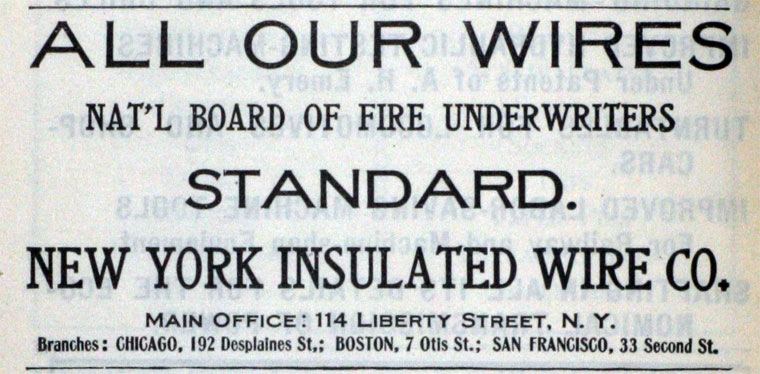 ALL OUR WIRES
NAT'L BOARD OF FIRE UNDERWRITERS
STANDARD.
NEW YORK INSULATED WIRE CO.
MAIN OFFICE: 114 LIBERTY STREET, N. Y.
Branches: CHICAGO, 192 Desplaines St.; BOSTON, 7 Otis St.; SAN FRANCISCO, 33 Second St.